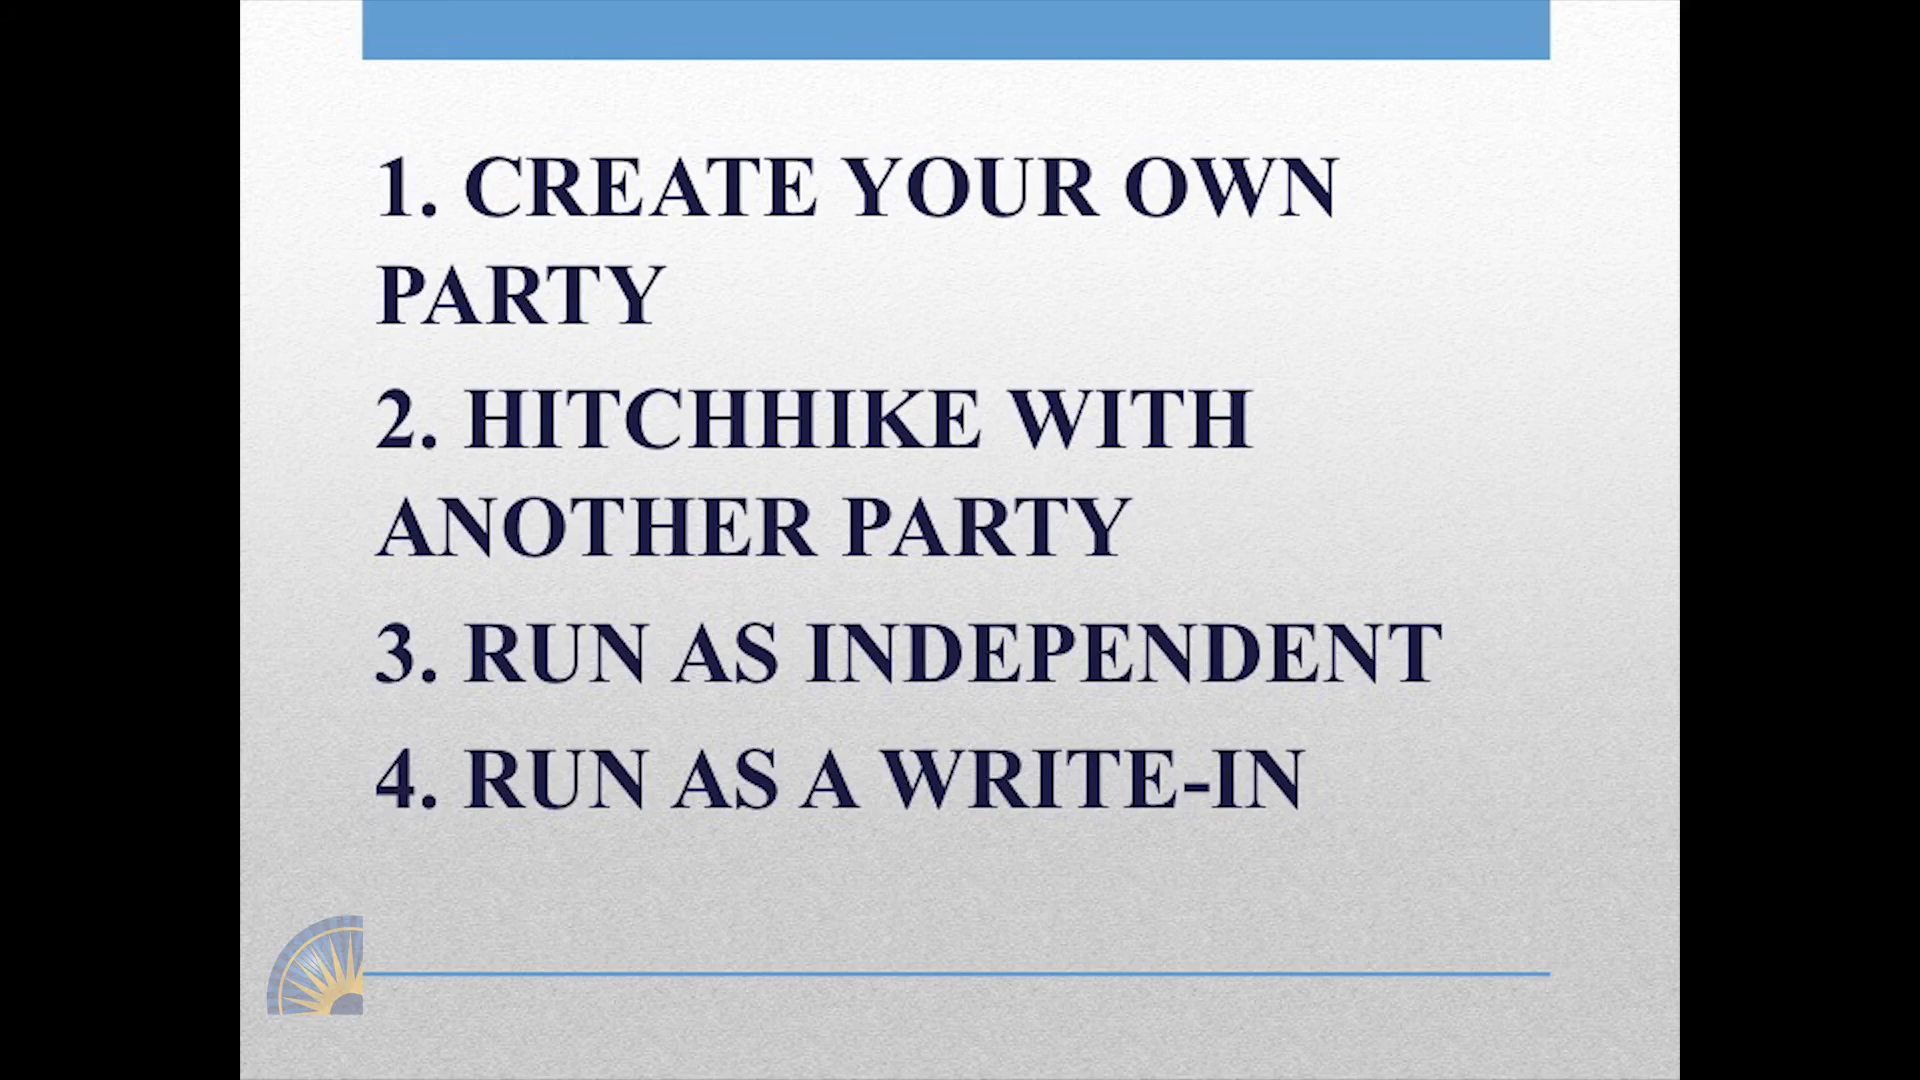 1. CREATE YOUR OWN
PARTY
2. HITCHHIKE WITH
ANOTHER PARTY
3. RUN AS INDEPENDENT
4. RUN AS A WRITE-IN